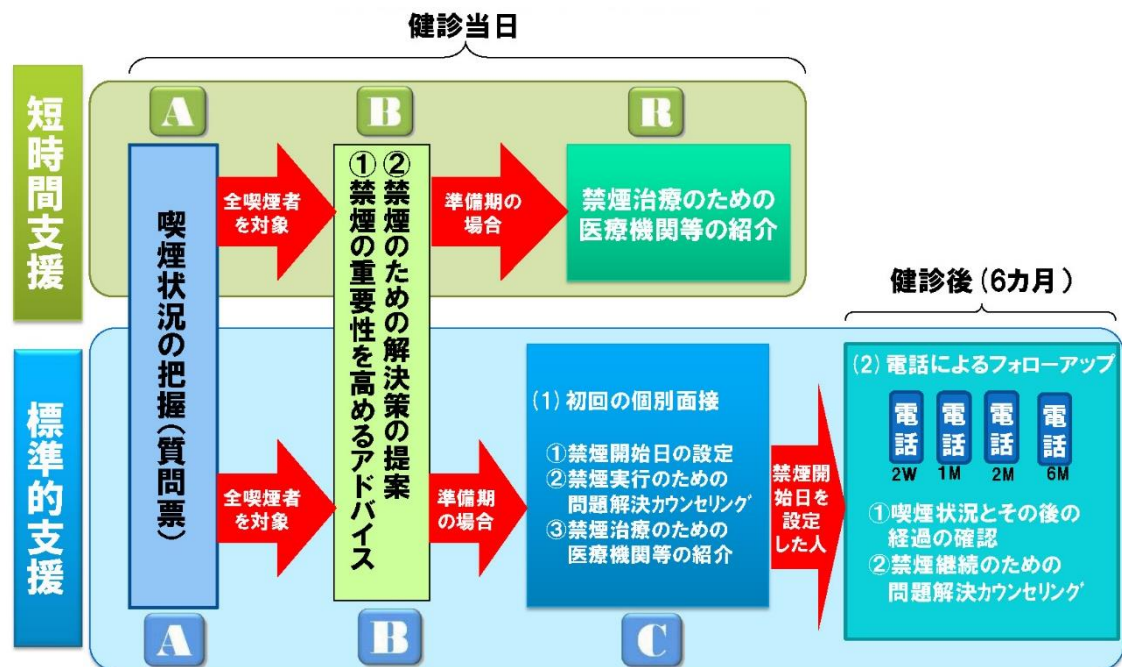 健診当日
短時間支援
A
B
R
喫煙状況の把握(質問票)
全喫煙者
を対象
②禁煙のための解決策の提案
①禁煙の重要性を高めるアドバイス
準備期の
場合
禁煙治療のための
医療機関等の紹介
健診後(6カ月)
標準的支援
全喫煙者
を対象
準備期
の場合
(1)初回の個別面接
①禁煙開始日の設定
②禁煙実行のための
問題解決カウンセリング
③禁煙治療のための
医療機関等の紹介
禁煙開
始日を
設定
した人
(2)電話によるフォローアップ
電話 電話 電話 電話
2W 1M 2M 6M
①喫煙状況とその後の
経過の確認
②禁煙継続のための
問題解決カウンセリング
A
B
C